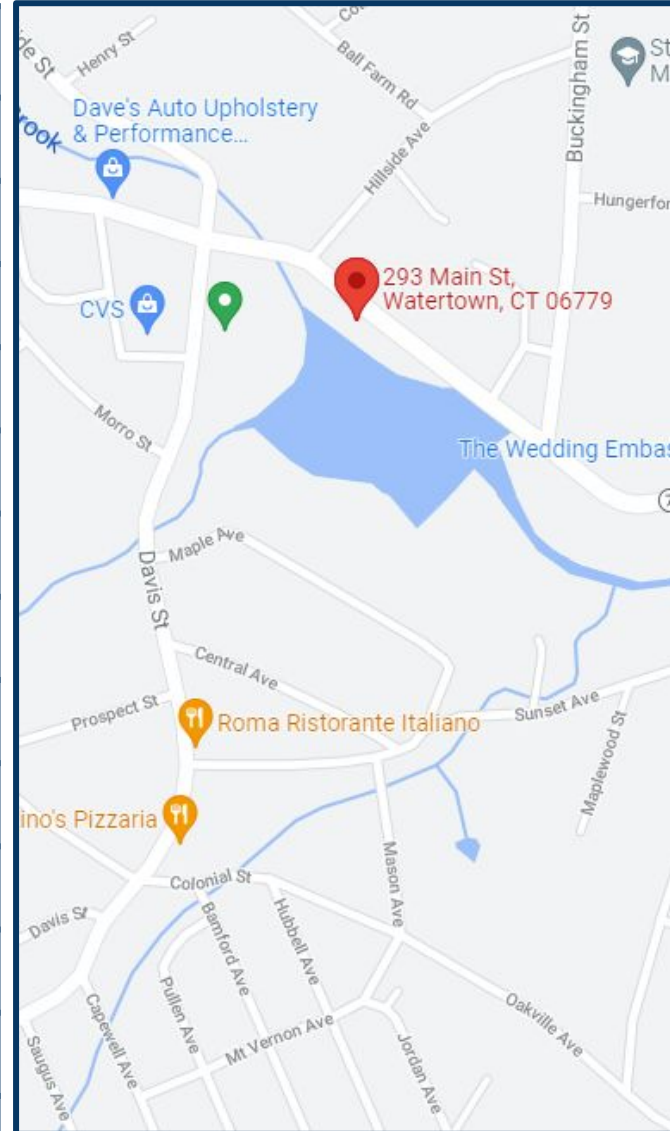 Henry St
Ball Farm Rd
Buckingham St
St
M
Dave's Auto Upholstery
& Performance...
Hillside Ave
Hungerfor
293 Main St,
Watertown, CT 06779
CVS
Morro St
The Wedding Embas
Maple Ave
Davis St
Central Ave
Prospect St
Roma Ristorante Italiano
Sunset Ave
Maplewood St
ino's Pizzaria
Mason Ave
Colonial St
Davis St
Bamford Ave
Hubbell Ave
Pullen Ave
Oakville Ave
Capewell Ave
Mt Vernon Ave
Jordan Ave
Saugus Ave